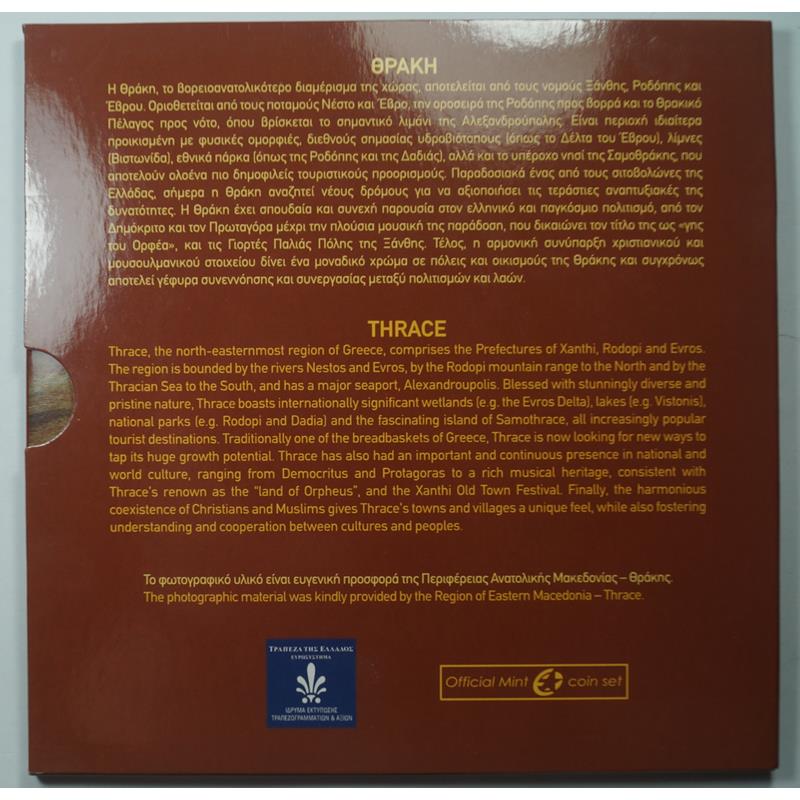 ΘΡΑΚΗ
Η Θράκη, το βορειοανατολικότερο διαμέρισμα της χώρας, αποτελείται από τους νομούς Ξάνθης, Ροδόπης και
Έβρου. Οριοθετείται από τους ποταμούς Νέστο και Έβρο, την οροσειρά της Ροδόπης προς βορρά και το Θρακικό
Πέλαγος προς νότο, όπου βρίσκεται το σημαντικό λιμάνι της Αλεξανδρούπολης. Είναι περιοχή ιδιαίτερα
προικισμένη με φυσικές ομορφιές, διεθνούς σημασίας υδροβιότοπους (όπως το Δέλτα του Έβρου), λίμνες
(Βιστωνίδα), εθνικά πάρκα (όπως της Ροδόπης και της Δαδιάς), αλλά και το υπέροχο νησί της Σαμοθράκης, που
αποτελούν ολοένα πιο δημοφιλείς τουριστικούς προορισμούς. Παραδοσιακά ένας από τους σιτοβολώνες της
Ελλάδας, σήμερα η Θράκη αναζητεί νέους δρόμους για να αξιοποιήσει τις τεράστιες αναπτυξιακές της
δυνατότητες. Η Θράκη έχει σπουδαία και συνεχή παρουσία στον ελληνικό και παγκόσμιο πολιτισμό, από τον
Δημόκριτο και τον Πρωταγόρα μέχρι την πλούσια μουσική της παράδοση, που δικαιώνει τον τίτλο της ως «γης
του Ορφέα», και τις Γιορτές Παλιάς Πόλης της Ξάνθης. Τέλος, η αρμονική συνύπαρξη χριστιανικού και
μουσουλμανικού στοιχείου δίνει ένα μοναδικό χρώμα σε πόλεις και οικισμούς της Θράκης και συγχρόνως
αποτελεί γέφυρα συνεννόησης και συνεργασίας μεταξύ πολιτισμών και λαών.
THRACE
Thrace, the north-easternmost region of Greece, comprises the Prefectures of Xanthi, Rodopi and Evros.
The region is bounded by the rivers Nestos and Evros, by the Rodopi mountain range to the North and by the
Thracian Sea to the South, and has a major seaport, Alexandroupolis. Blessed with stunningly diverse and
pristine nature, Thrace boasts internationally significant wetlands (e.g. the Evros Delta), lakes (e.g. Vistonis),
national parks (e.g. Rodopi and Dadia) and the fascinating island of Samothrace, all increasingly popular
tourist destinations. Traditionally one of the breadbaskets of Greece, Thrace is now looking for new ways to
tap its huge growth potential. Thrace has also had an important and continuous presence in national and
world culture, ranging from Democritus and Protagoras to a rich musical heritage, consistent with
Thrace's renown as the "land of Orpheus", and the Xanthi Old Town Festival. Finally, the harmonious
coexistence of Christians and Muslims gives Thrace's towns and villages a unique feel, while also fostering
understanding and cooperation between cultures and peoples.
Το φωτογραφικό υλικό είναι ευγενική προσφορά της Περιφέρειας Ανατολικής Μακεδονίας – Θράκης.
The photographic material was kindly provided by the Region of Eastern Macedonia – Thrace.
ΤΡΑΠΕΖΑ ΤΗΣ ΕΛΛΑΔΟΣ
ΕΥΡΩΣΥΣΤΗΜΑ
ΙΔΡΥΜΑ ΕΚΤΥΠΩΣΗΣ
ΤΡΑΠΕΖΟΓΡΑΜΜΑΤΙΩΝ & ΑΞΙΩΝ
Official Mint coin set